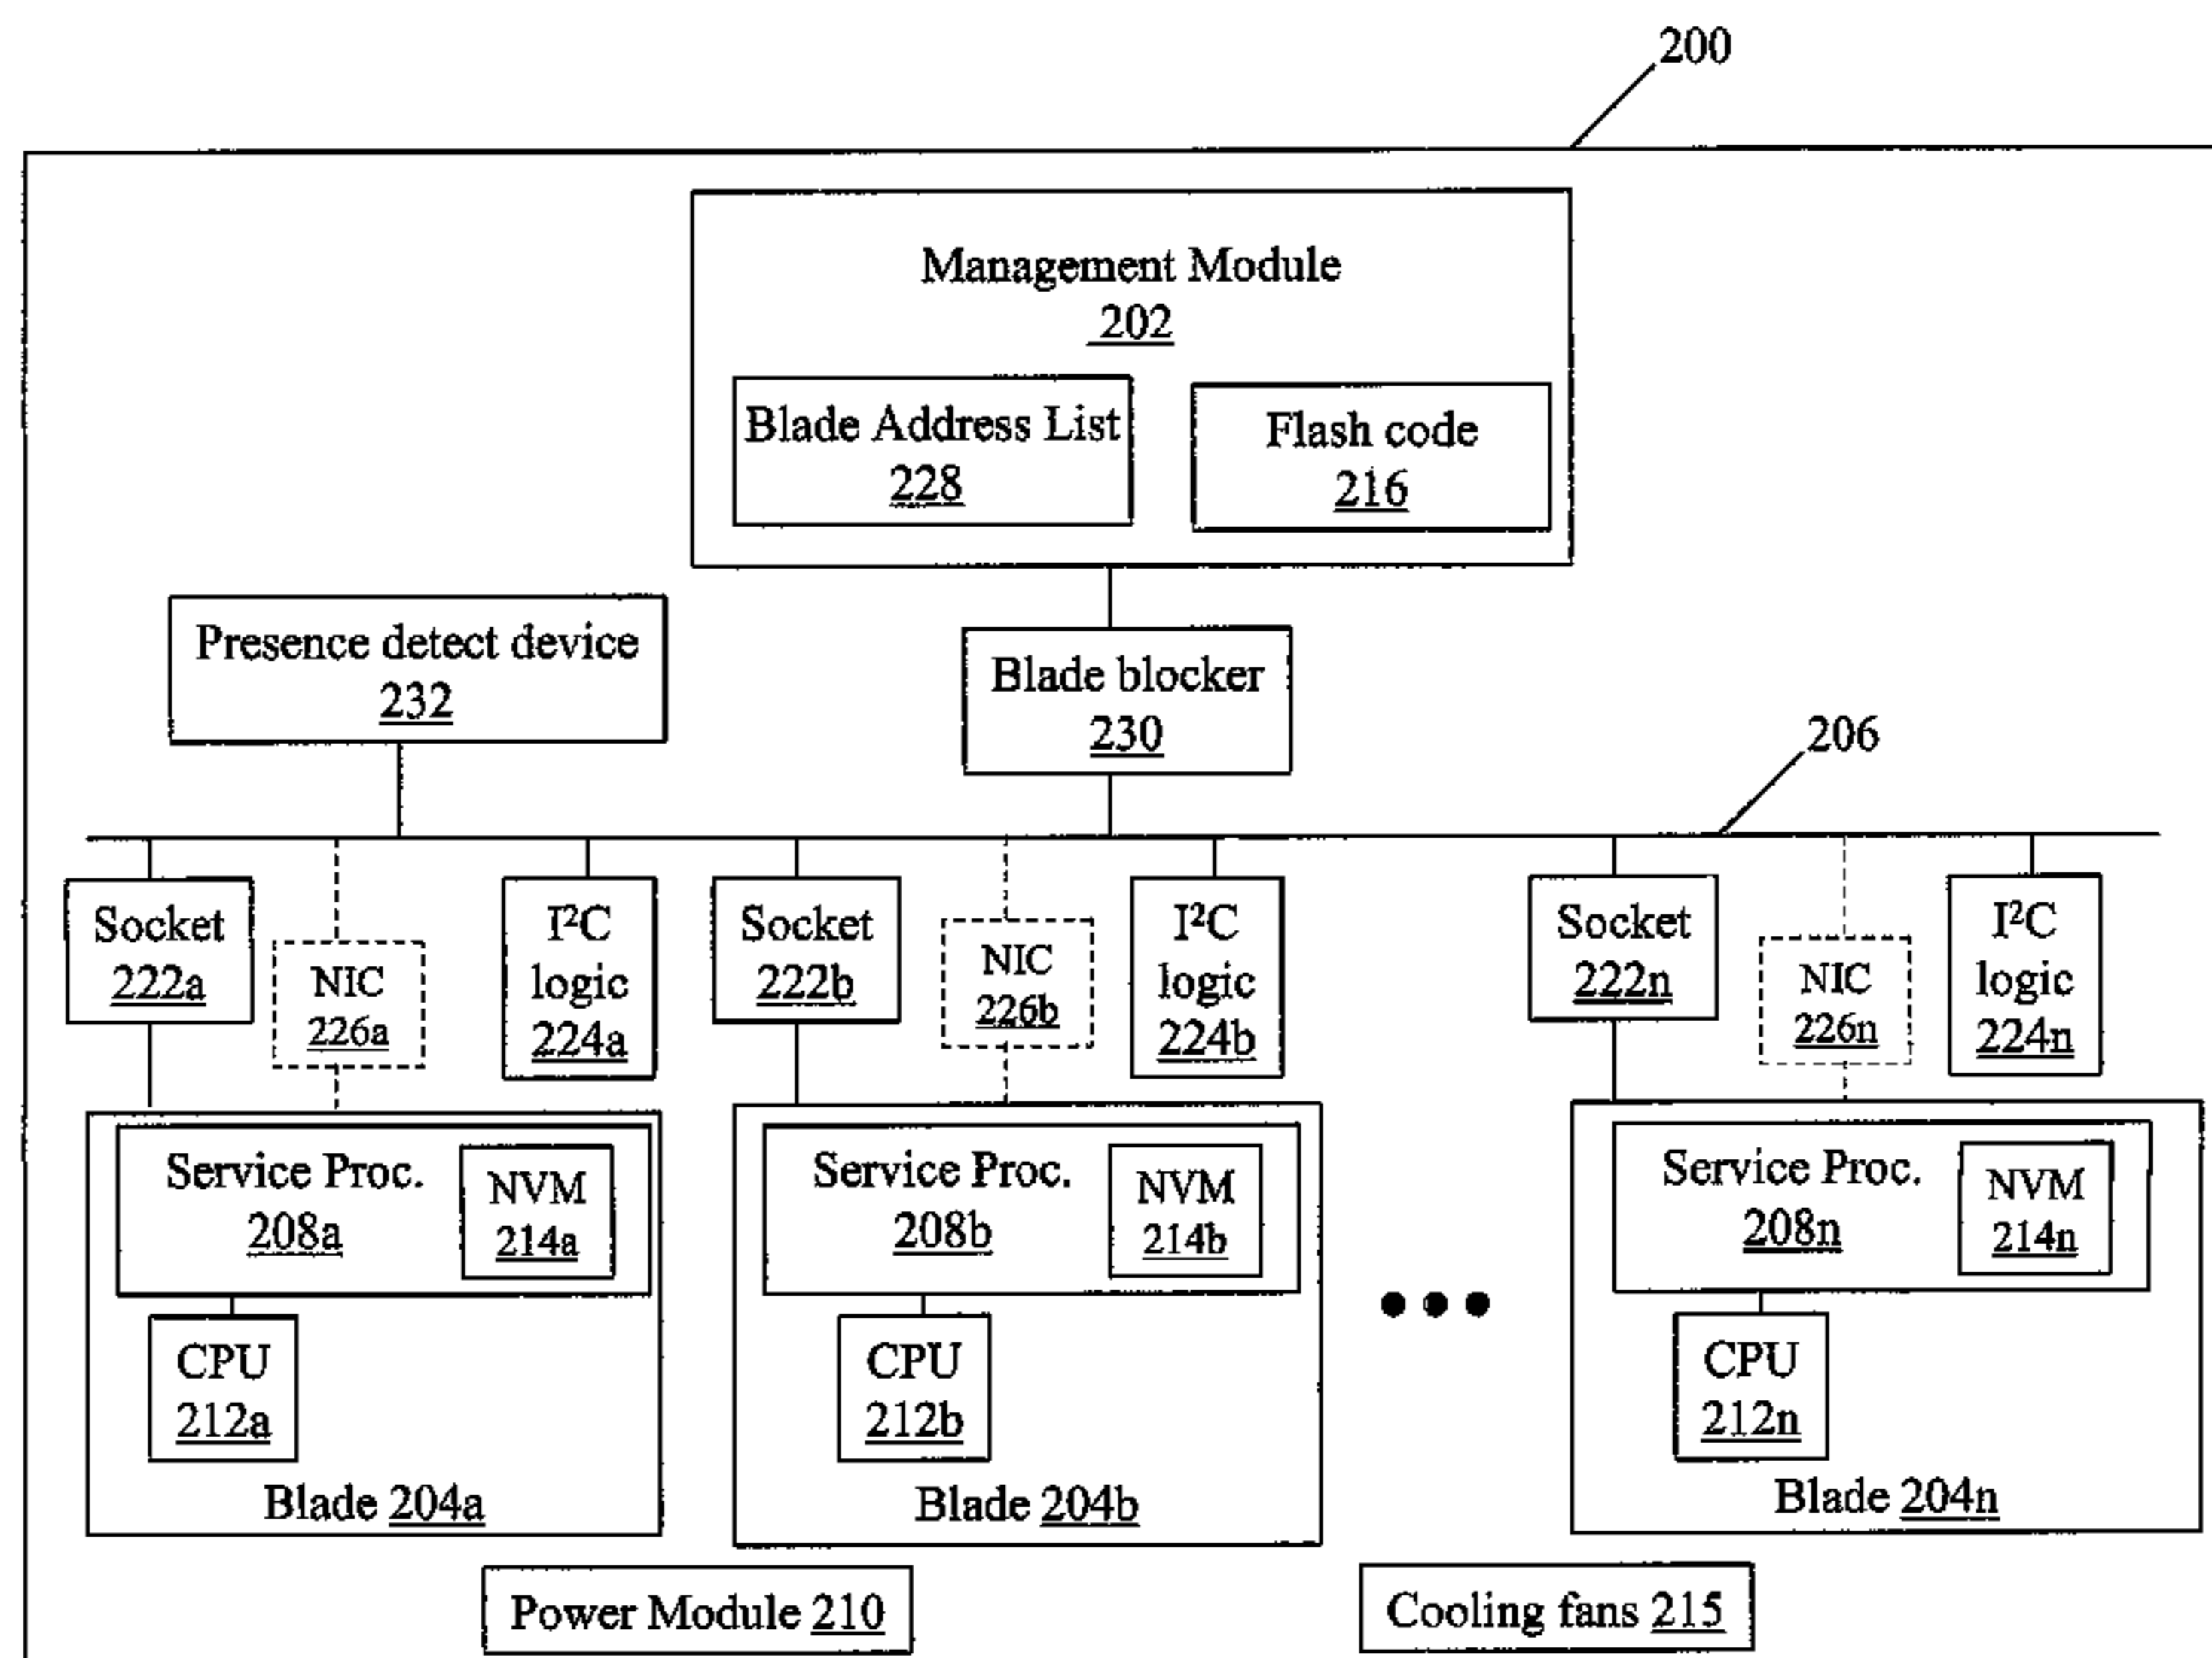 200
Management Module
202
Blade Address List
228
Flash code
216
Presence detect device
232
Blade blocker
230
206
Socket
222a
NIC
226a
I²C
logic
224a
Socket
222b
NIC
226b
I²C
logic
224b
Socket
222n
NIC
226n
I²C
logic
224n
Service Proc.
208a
NVM
214a
CPU
212a
Blade 204a
Service Proc.
208b
NVM
214b
CPU
212b
Blade 204b
Service Proc.
208n
NVM
214n
CPU
212n
Blade 204n
Power Module 210
Cooling fans 215